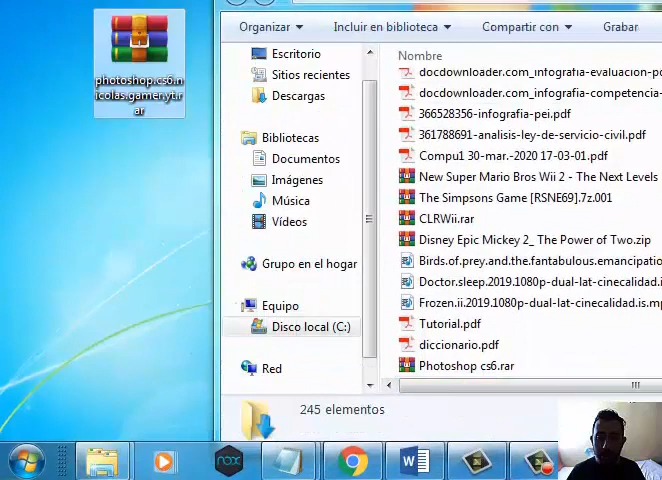 photoshop.cs6.n
icolas.gamer.yt.r
ar
Organizar
Incluir en biblioteca
Compartir con
Grabar
Escritorio
Sitios recientes
Descargas
Bibliotecas
Documentos
Imágenes
Música
Vídeos
Grupo en el hogar
Equipo
Disco local (C:)
Red
Nombre
docdownloader.com_infografia-evaluacion-po
docdownloader.com_infografia-competencia-
366528356-infografia-pei.pdf
361788691-analisis-ley-de-servicio-civil.pdf
Compu1 30-mar.-2020 17-03-01.pdf
New Super Mario Bros Wii 2 - The Next Levels
The Simpsons Game [RSNE69].7z.001
CLRWii.rar
Disney Epic Mickey 2_ The Power of Two.zip
Birds.of.prey.and.the.fantabulous.emancipatio
Doctor.sleep.2019.1080p-dual-lat-cinecalidad.i
Frozen.ii.2019.1080p-dual-lat-cinecalidad.is.mp
Tutorial.pdf
diccionario.pdf
Photoshop cs6.rar
245 elementos
nox
W